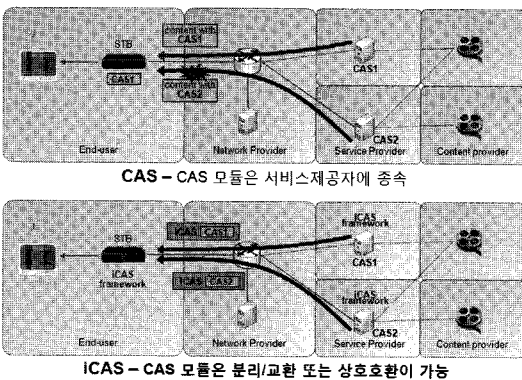 content with
CAS1
STB
CAS1
content with
CAS2
CAS1
CAS2
End-user
Network Provider
Service Provider
Content provider
CAS – CAS 모듈은 서비스제공자에 종속
iCAS
framework
iCAS CAS1
STB
CAS1
iCAS
framework
iCAS CAS2
iCAS
framework
CAS2
End-user
Network Provider
Service Provider
Content provider
iCAS – CAS 모듈은 분리/교환 또는 상호호환이 가능